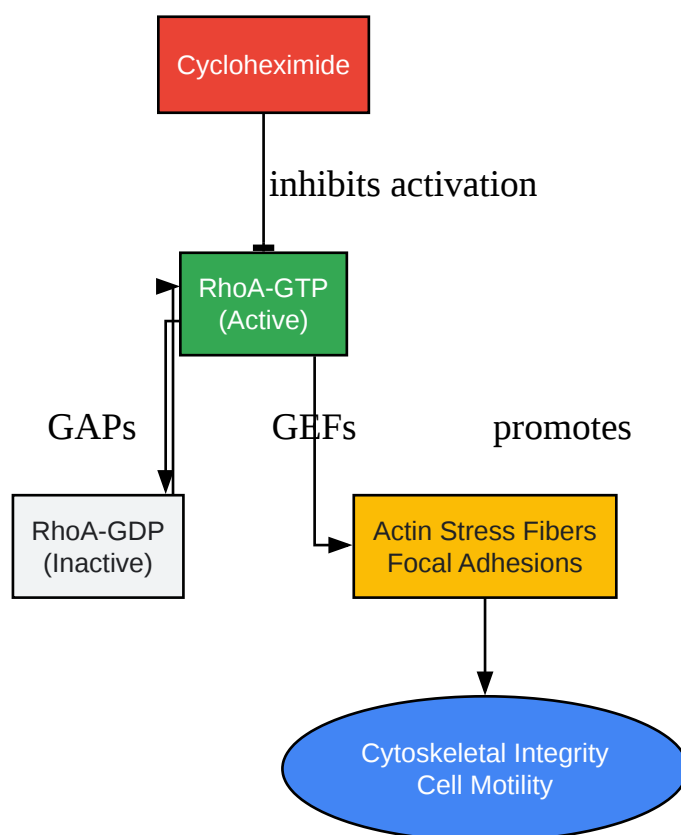 Cycloheximide
inhibits activation
RhoA-GTP
(Active)
GAPs
GEFs
promotes
RhoA-GDP
(Inactive)
Actin Stress Fibers
Focal Adhesions
Cytoskeletal Integrity
Cell Motility